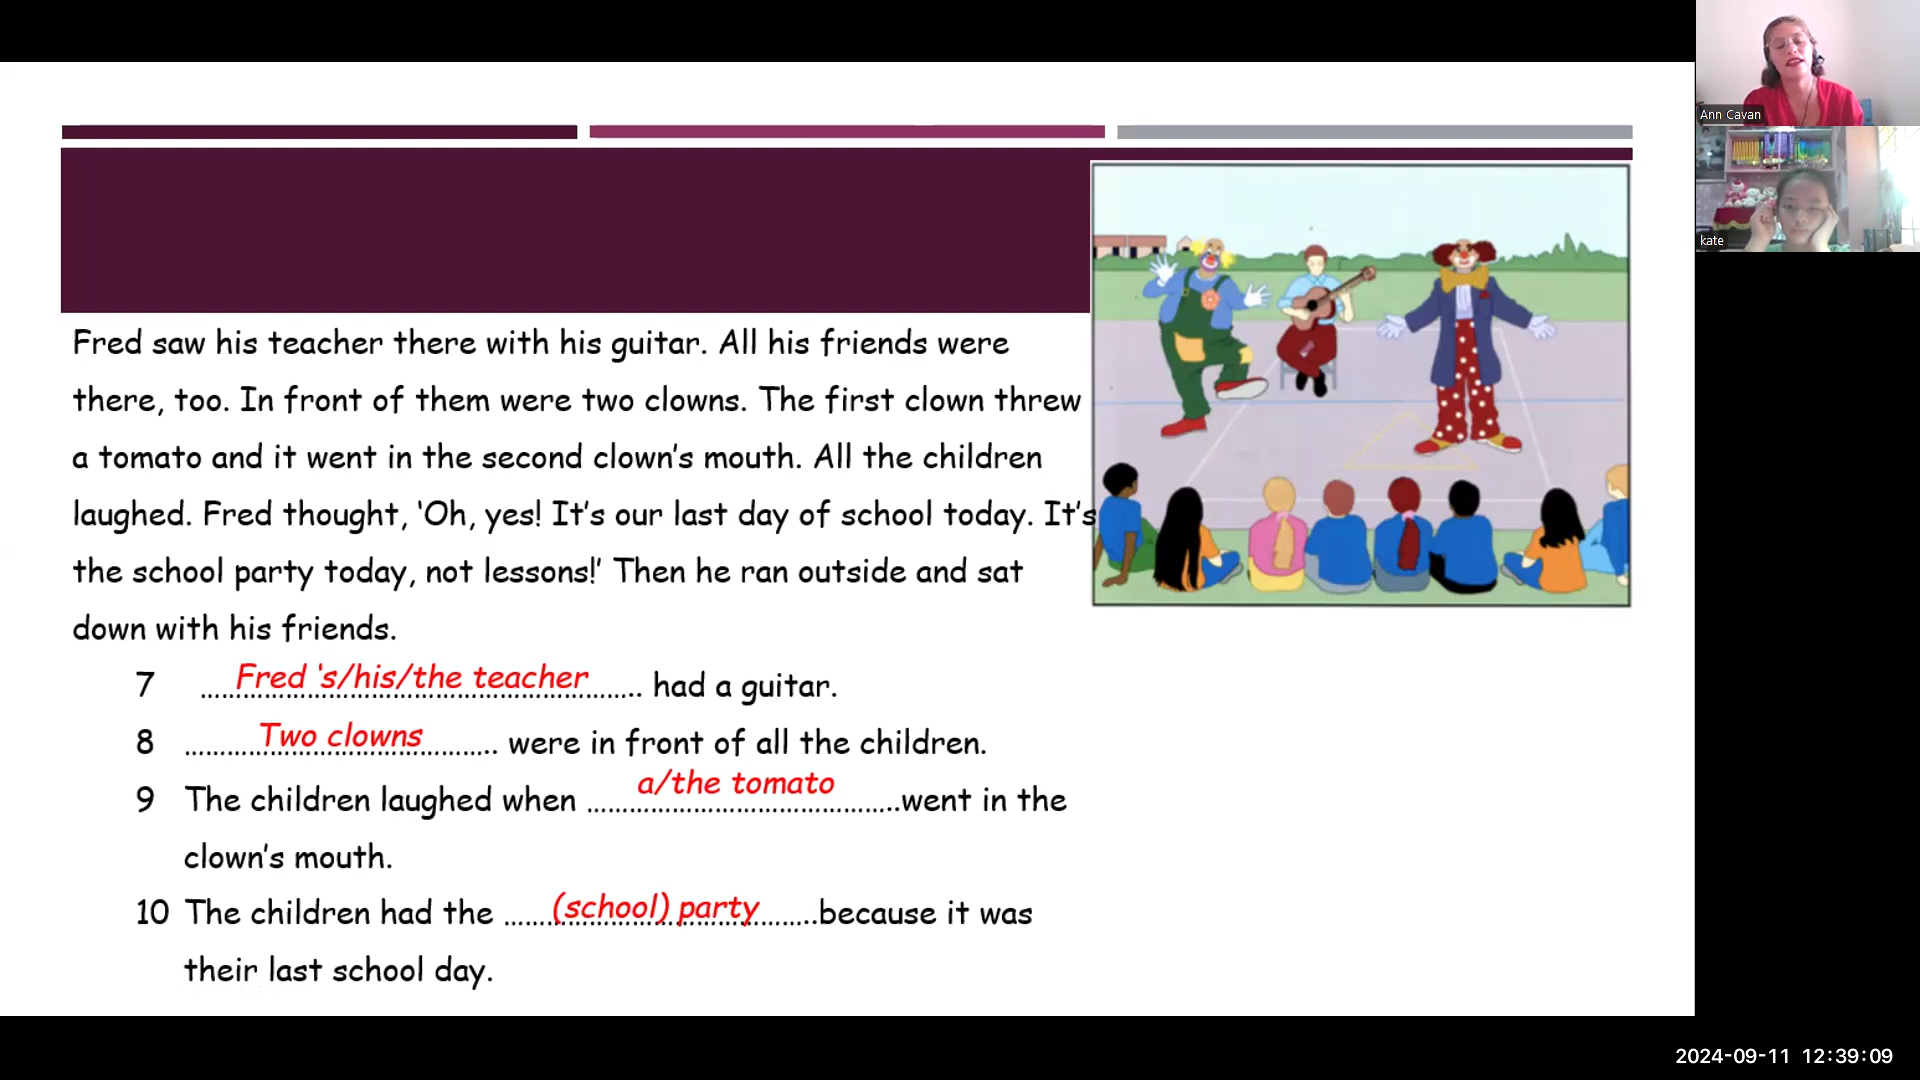 Ann Cavan
kate
Fred saw his teacher there with his guitar. All his friends were
there, too. In front of them were two clowns. The first clown threw
a tomato and it went in the second clown's mouth. All the children
laughed. Fred thought, 'Oh, yes! It's our last day of school today. It's
the school party today, not lessons!' Then he ran outside and sat
down with his friends.
7 Fred 's/his/the teacher ………………………………………….. had a guitar.
8 Two clowns …………………………….. were in front of all the children.
9 The children laughed when a/the tomato ……………………………………..went in the
clown's mouth.
10 The children had the (school) party ……………………………..because it was
their last school day.
2024-09-11 12:39:09